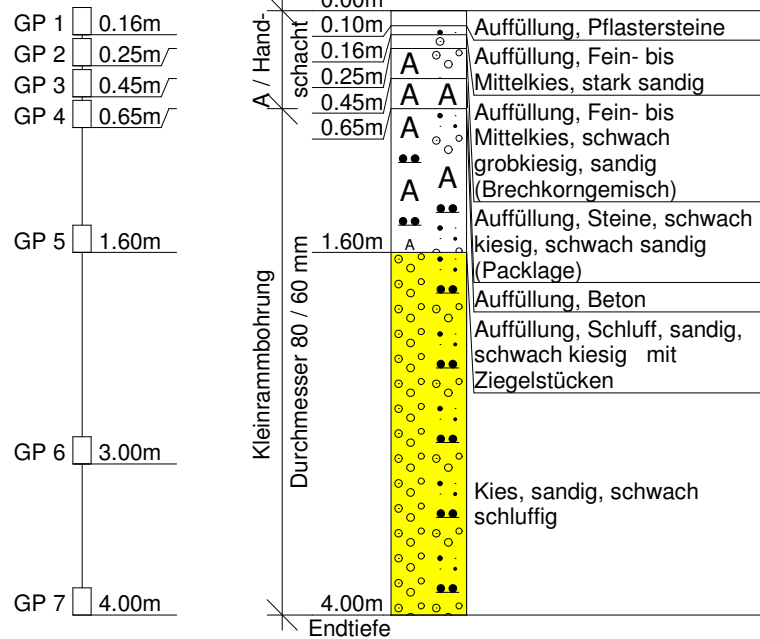 0.00m
GP 1 0.16m
GP 2 0.25m
GP 3 0.45m
GP 4 0.65m
GP 5 1.60m
GP 6 3.00m
GP 7 4.00m
A / Hand-
schacht
Kleinrammbohrung
Durchmesser 80 / 60 mm
0.10m
0.16m
0.25m
0.45m
0.65m
1.60m
4.00m
Endtiefe
A
A A
A
A
A
A
Auffüllung, Pflastersteine
Auffüllung, Fein- bis
Mittelkies, stark sandig
Auffüllung, Fein- bis
Mittelkies, schwach
grobkiesig, sandig
(Brechkorngemisch)
Auffüllung, Steine, schwach
kiesig, schwach sandig
(Packlage)
Auffüllung, Beton
Auffüllung, Schluff, sandig,
schwach kiesig mit
Ziegelstücken
Kies, sandig, schwach
schluffig